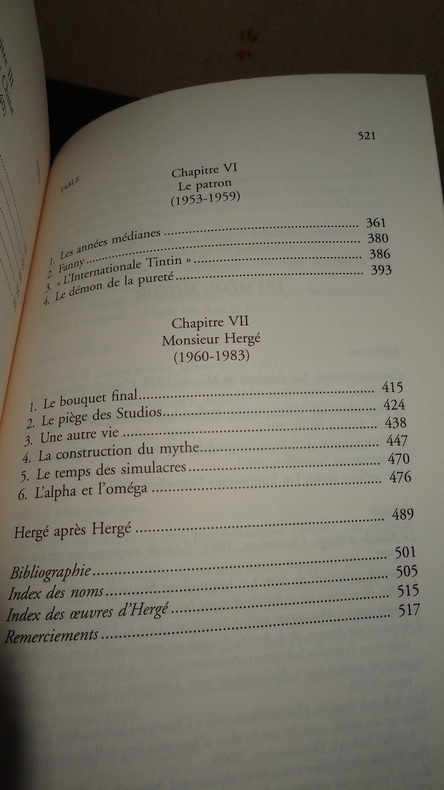 521
TABLE
Chapitre VI
Le patron
(1953-1959)
1. Les années médianes ........ 361
2. Fanny ........ 380
3. « L'Internationale Tintin » ........ 386
4. Le démon de la pureté ........ 393
Chapitre VII
Monsieur Hergé
(1960-1983)
1. Le bouquet final ........ 415
2. Le piège des Studios ........ 424
3. Une autre vie ........ 438
4. La construction du mythe ........ 447
5. Le temps des simulacres ........ 470
6. L'alpha et l'oméga ........ 476
Hergé après Hergé ........ 489
Bibliographie ........ 501
Index des noms ........ 505
Index des œuvres d'Hergé ........ 515
Remerciements ........ 517